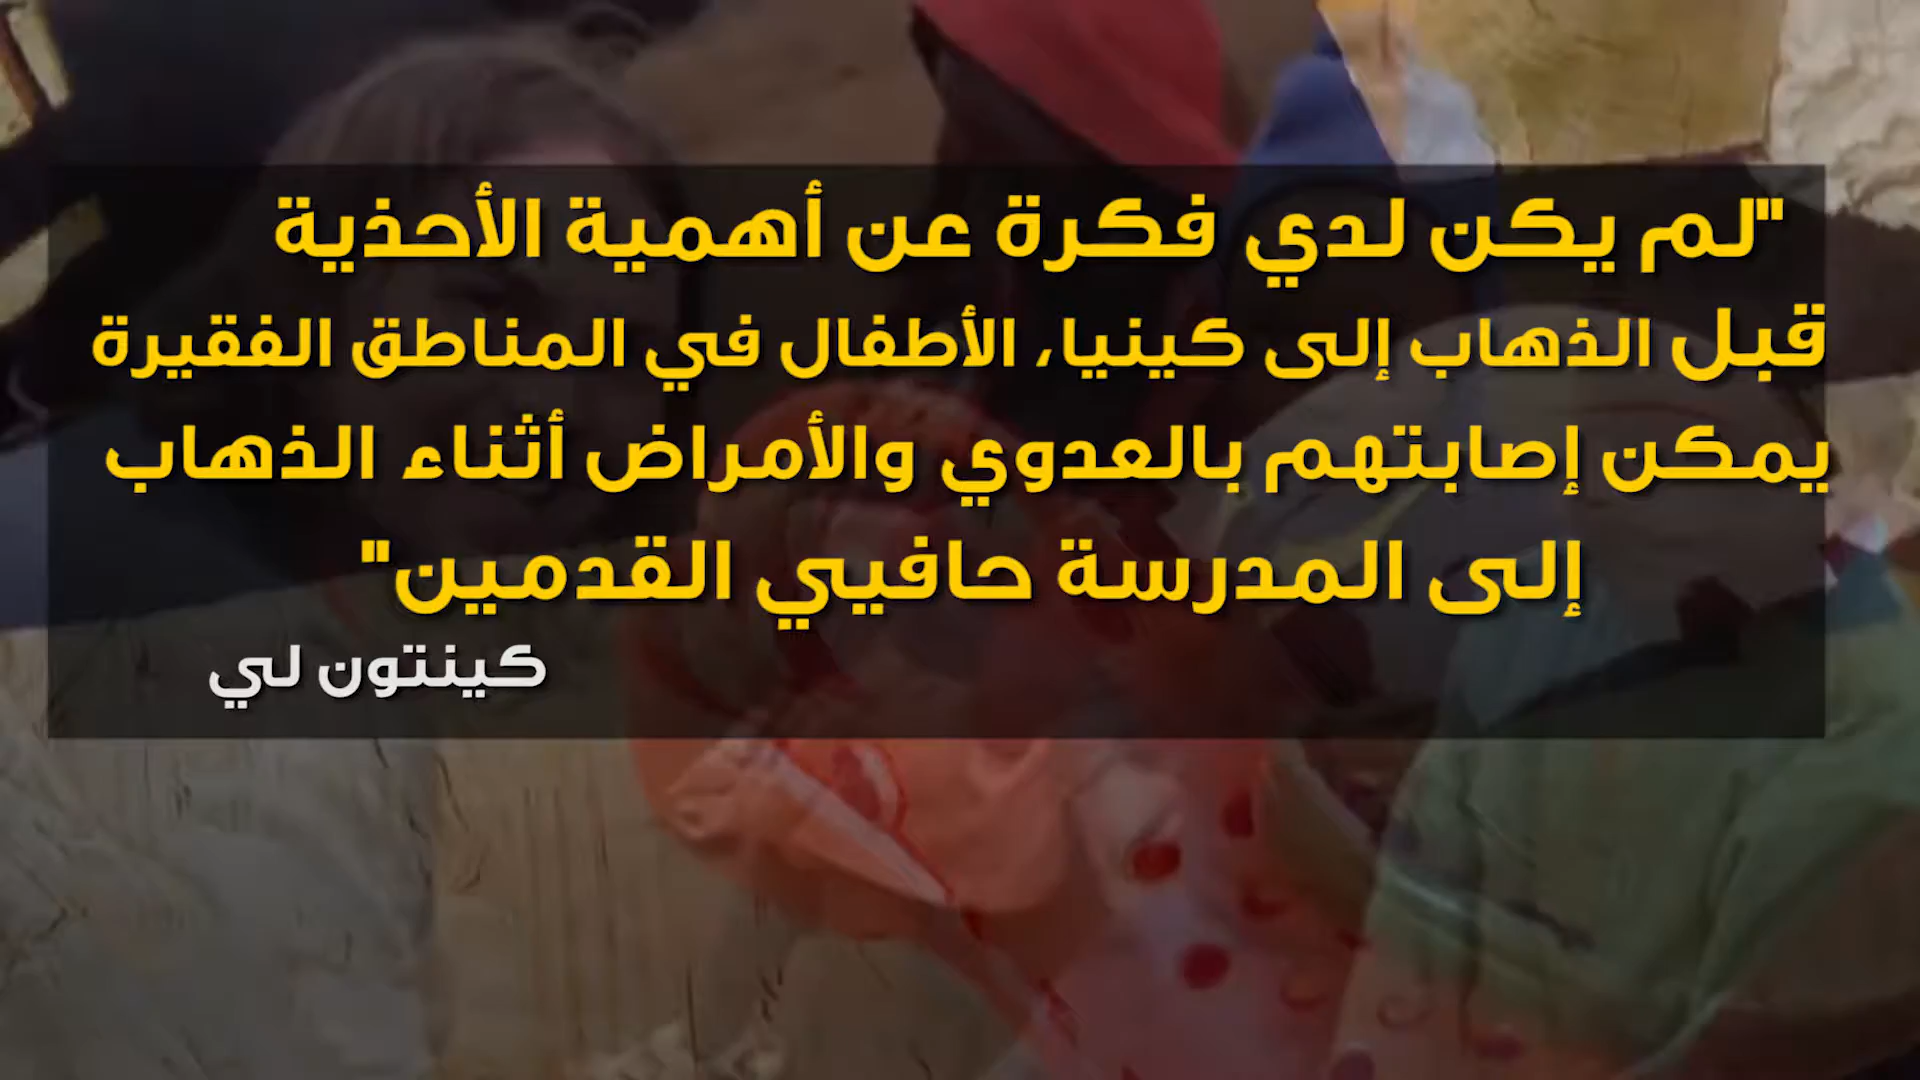 "لم يكن لدي فكرة عن أهمية الأحذية
قبل الذهاب إلى كينيا، الأطفال في المناطق الفقيرة
يمكن إصابتهم بالعدوي والأمراض أثناء الذهاب
إلى المدرسة حافيي القدمين"
كينتون لي